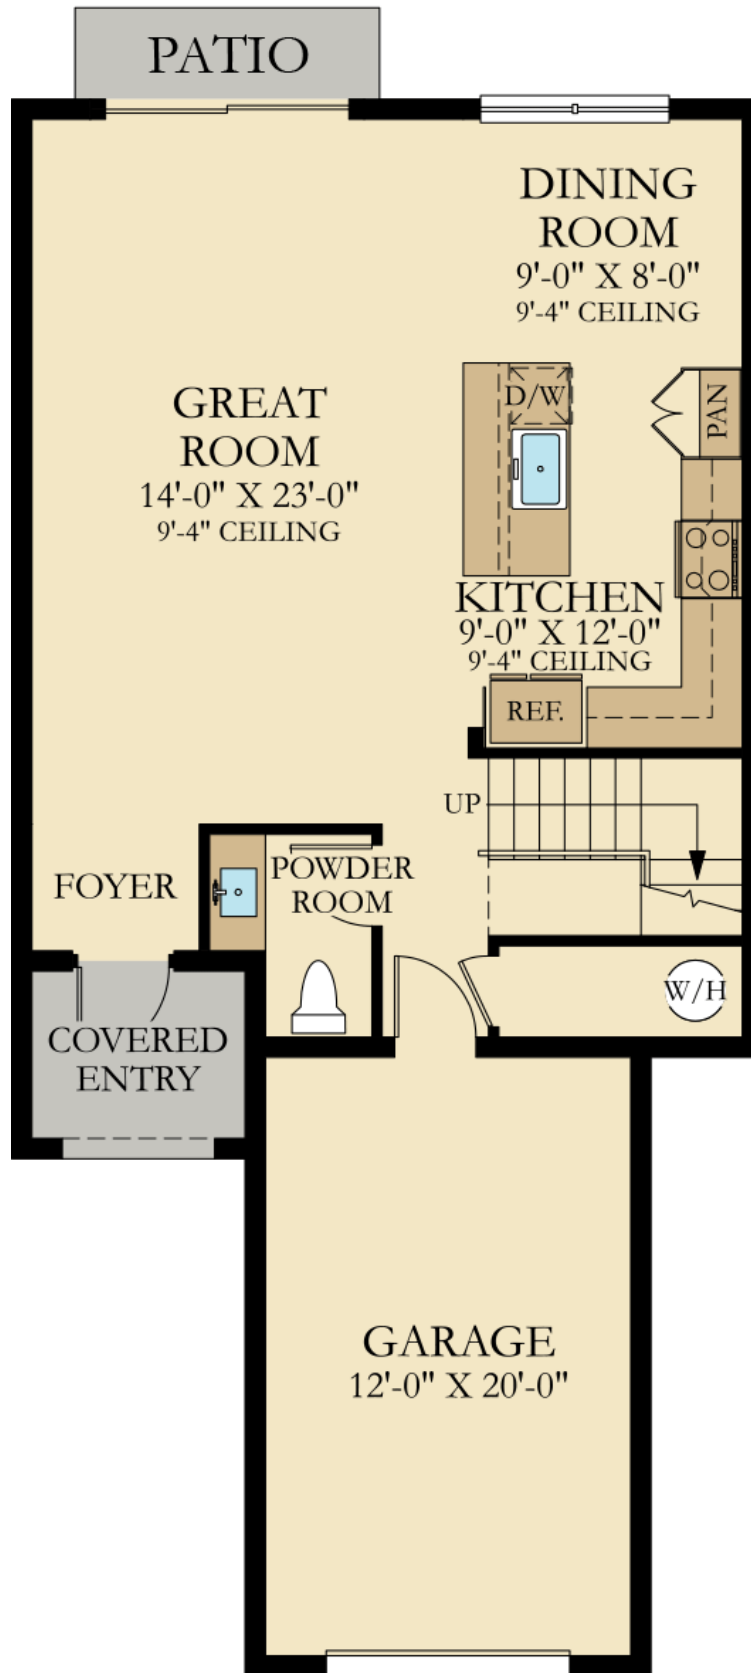 PATIO
DINING
ROOM
9'-0" X 8'-0"
9'-4" CEILING
GREAT
ROOM
14'-0" X 23'-0"
9'-4" CEILING
D/W
PAN
KITCHEN
9'-0" X 12'-0"
9'-4" CEILING
REF.
UP
FOYER
POWDER
ROOM
W/H
COVERED
ENTRY
GARAGE
12'-0" X 20'-0"